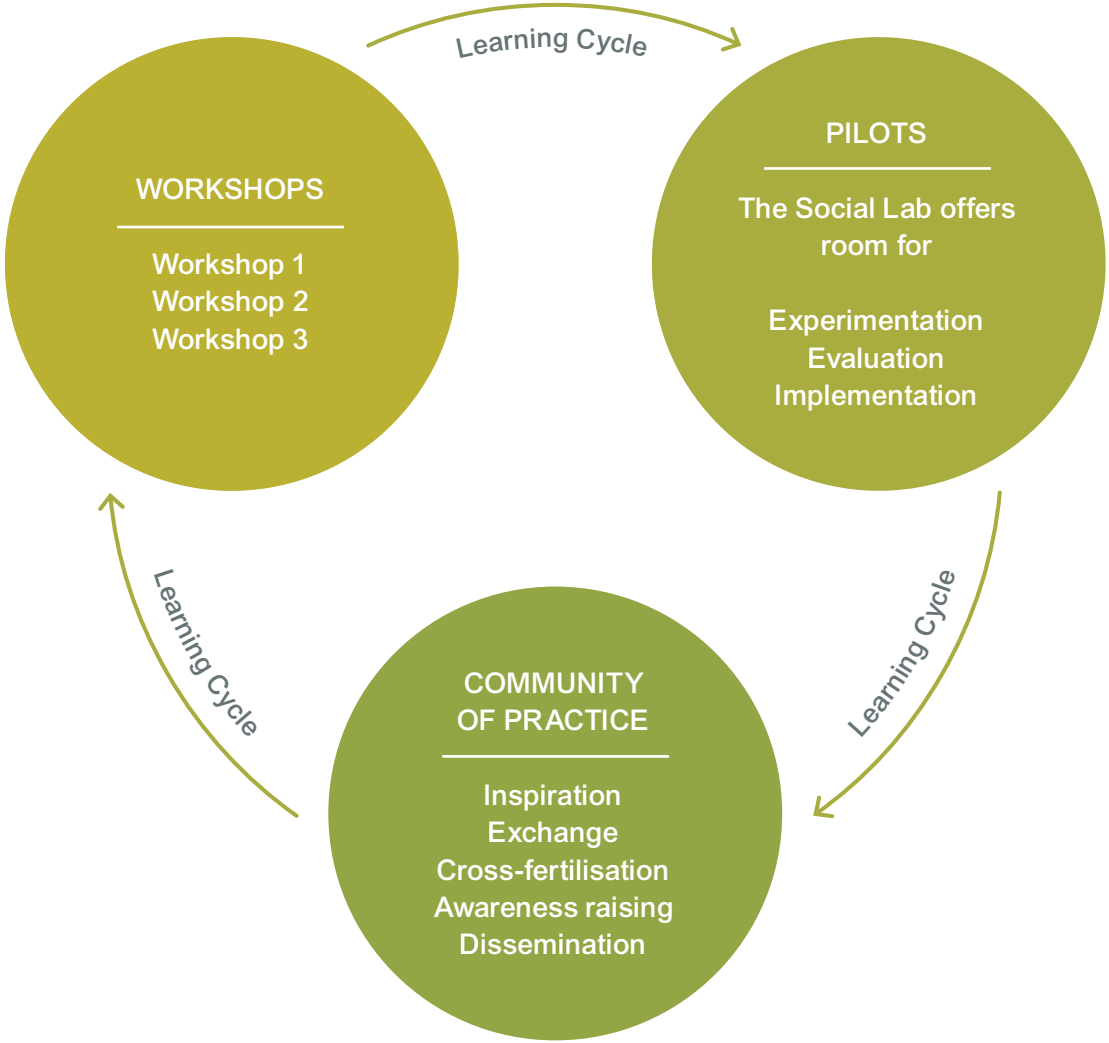 Learning Cycle
WORKSHOPS
Workshop 1
Workshop 2
Workshop 3
PILOTS
The Social Lab offers
room for
Experimentation
Evaluation
Implementation
Learning Cycle
Learning Cycle
COMMUNITY
OF PRACTICE
Inspiration
Exchange
Cross-fertilisation
Awareness raising
Dissemination